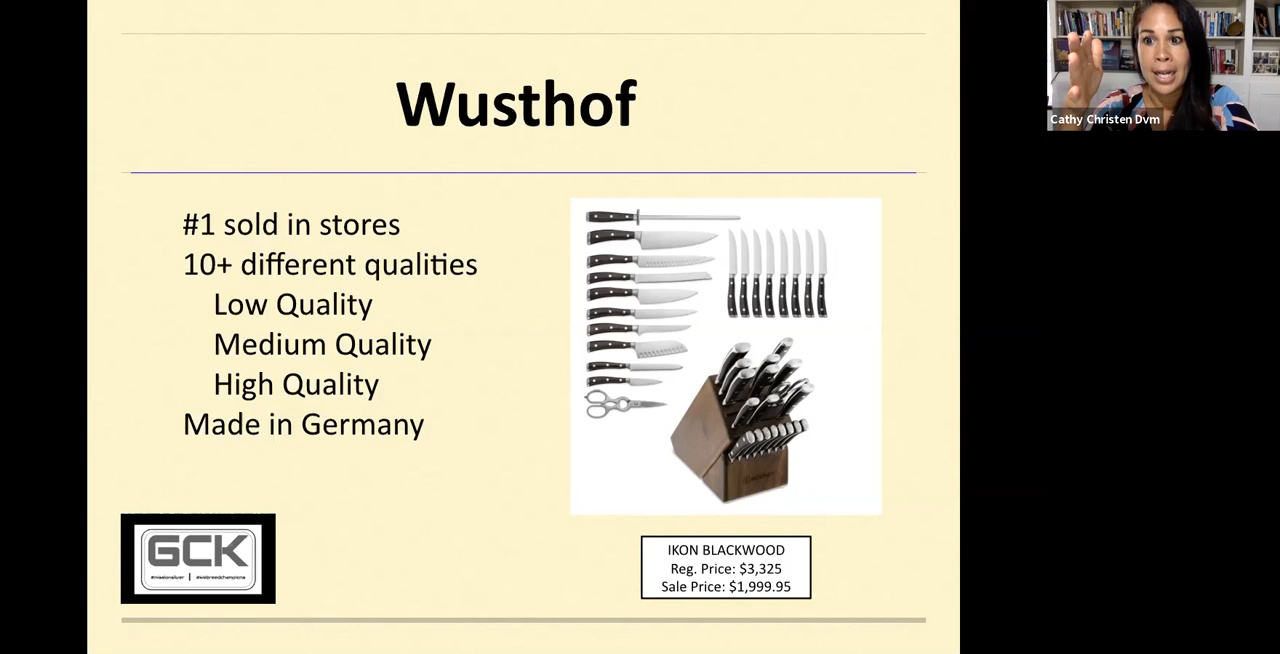 Wusthof
#1 sold in stores
10+ different qualities
Low Quality
Medium Quality
High Quality
Made in Germany
GCK
IKON BLACKWOOD
Reg. Price: $3,325
Sale Price: $1,999.95
Cathy Christen Dvm